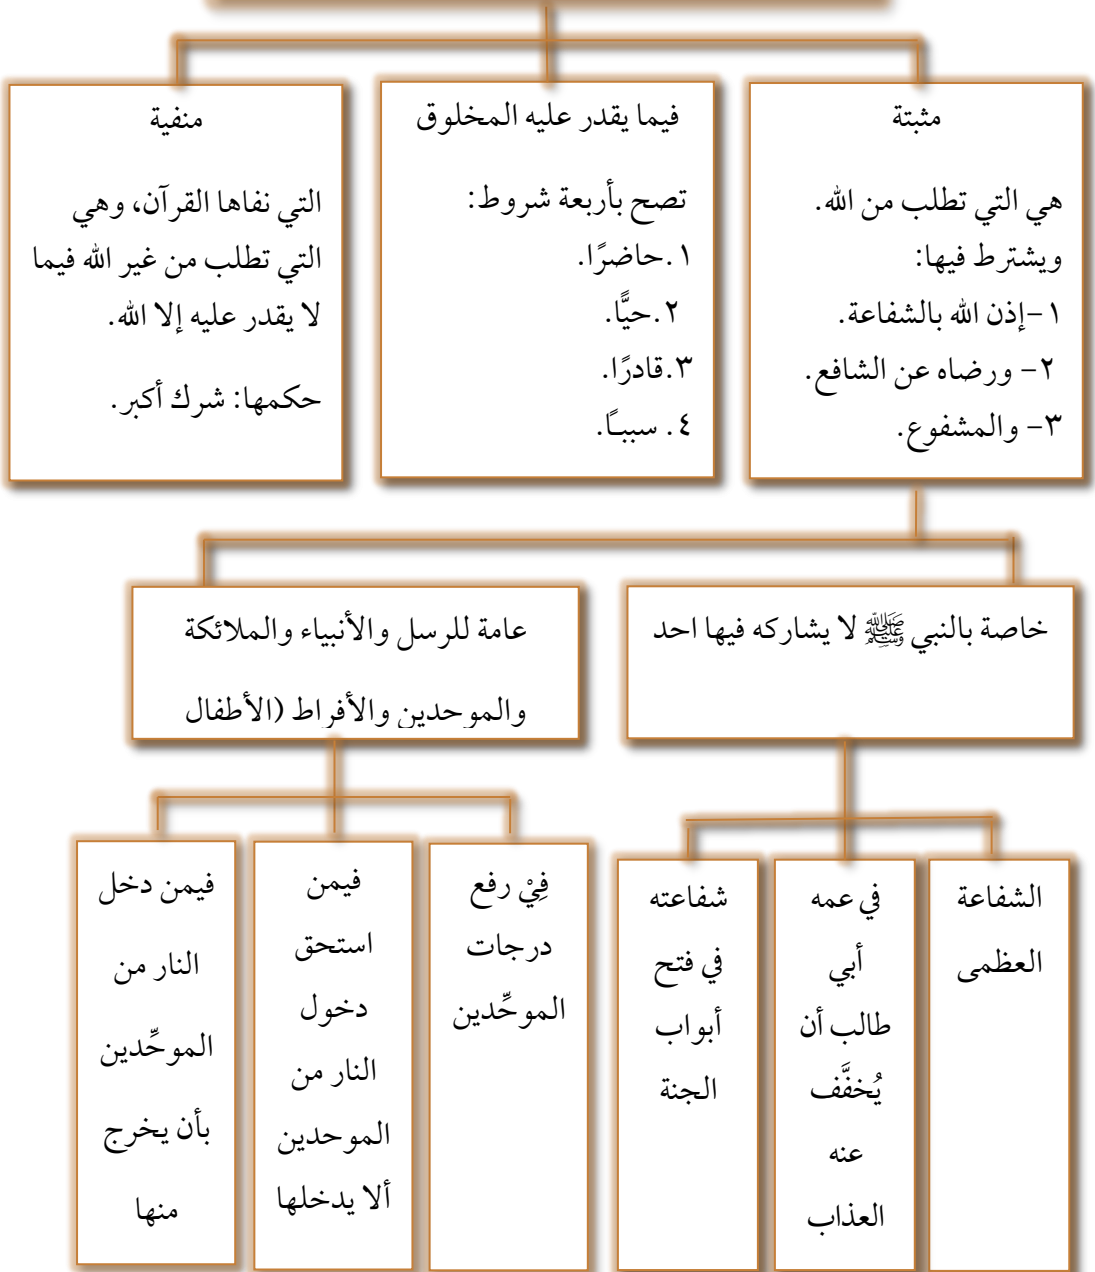 مثبتة
هي التي تطلب من الله.
ويشترط فيها:
١-إذن الله بالشفاعة.
٢- ورضاه عن الشافع.
٣- والمشفوع.
فيما يقدر عليه المخلوق
تصح بأربعة شروط:
١.حاضرًا.
٢.حيًّا.
٣.قادرًا.
٤. سببـًا.
منفية
التي نفاها القرآن، وهي
التي تطلب من غير الله فيما
لا يقدر عليه إلا الله.
حكمها: شرك أكبر.
خاصة بالنبي ﷺ لا يشاركه فيها احد
عامة للرسل والأنبياء والملائكة
والموحدين والأفراط (الأطفال
الشفاعة
العظمى
في عمه
أبي
طالب أن
يُخفَّف
عنه
العذاب
شفاعته
في فتح
أبواب
الجنة
فِيْ رفع
درجات
الموحِّدين
فيمن
استحق
دخول
النار من
الموحدين
ألا يدخلها
فيمن دخل
النار من
الموحِّدين
بأن يخرج
منها